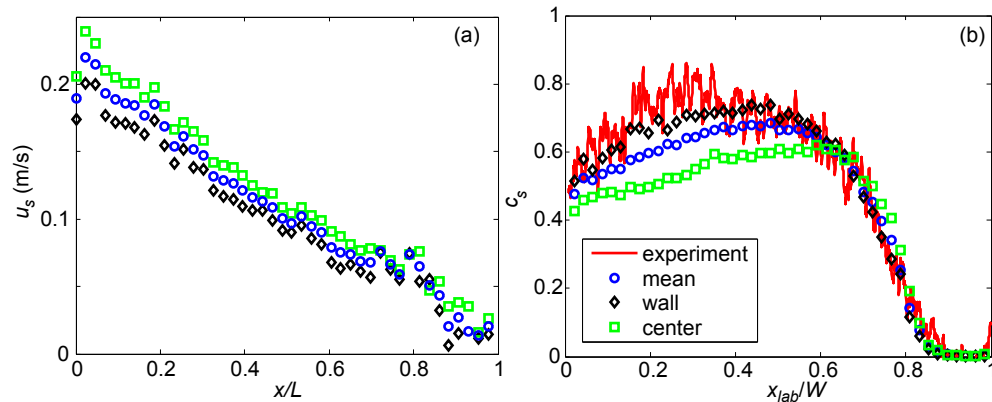 (a)
u_s (m/s)
0.2
0.1
0
0 0.2 0.4 0.6 0.8 1
x/L
(b)
c_s
1
0.8
0.6
0.4
0.2
0
experiment
mean
wall
center
0 0.2 0.4 0.6 0.8 1
x_lab/W